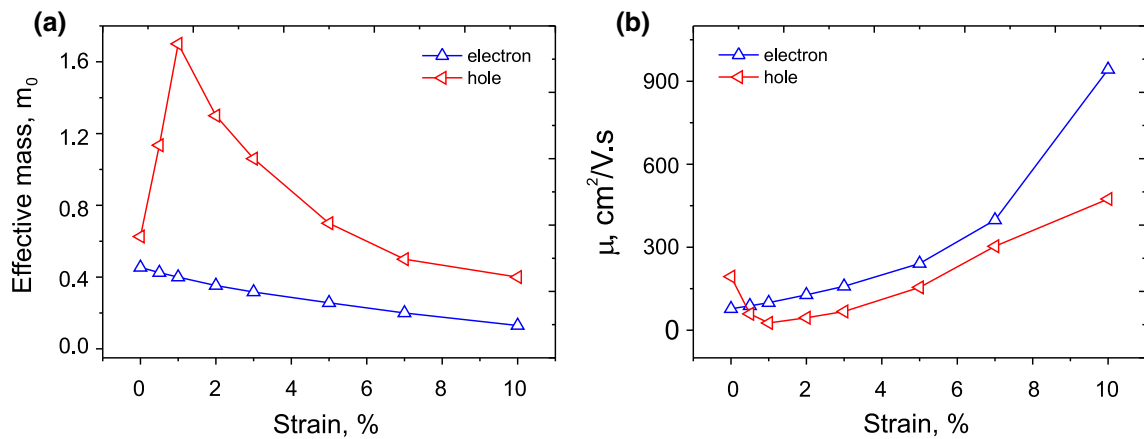 (a)
electron
hole
Effective mass, m0
1.6
1.2
0.8
0.4
0.0
0 2 4 6 8 10
Strain, %
(b)
electron
hole
μ, cm²/V.s
900
600
300
0
0 2 4 6 8 10
Strain, %